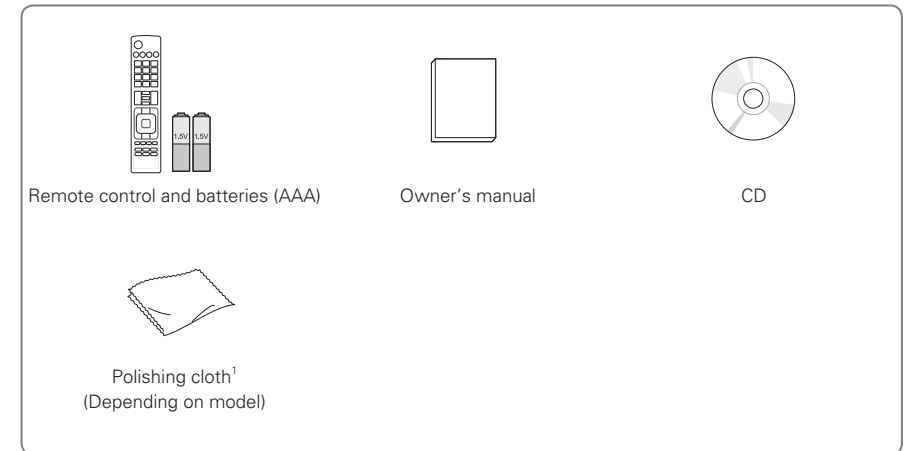 1.5V 1.5V
Remote control and batteries (AAA)
Owner's manual
CD
Polishing cloth¹
(Depending on model)